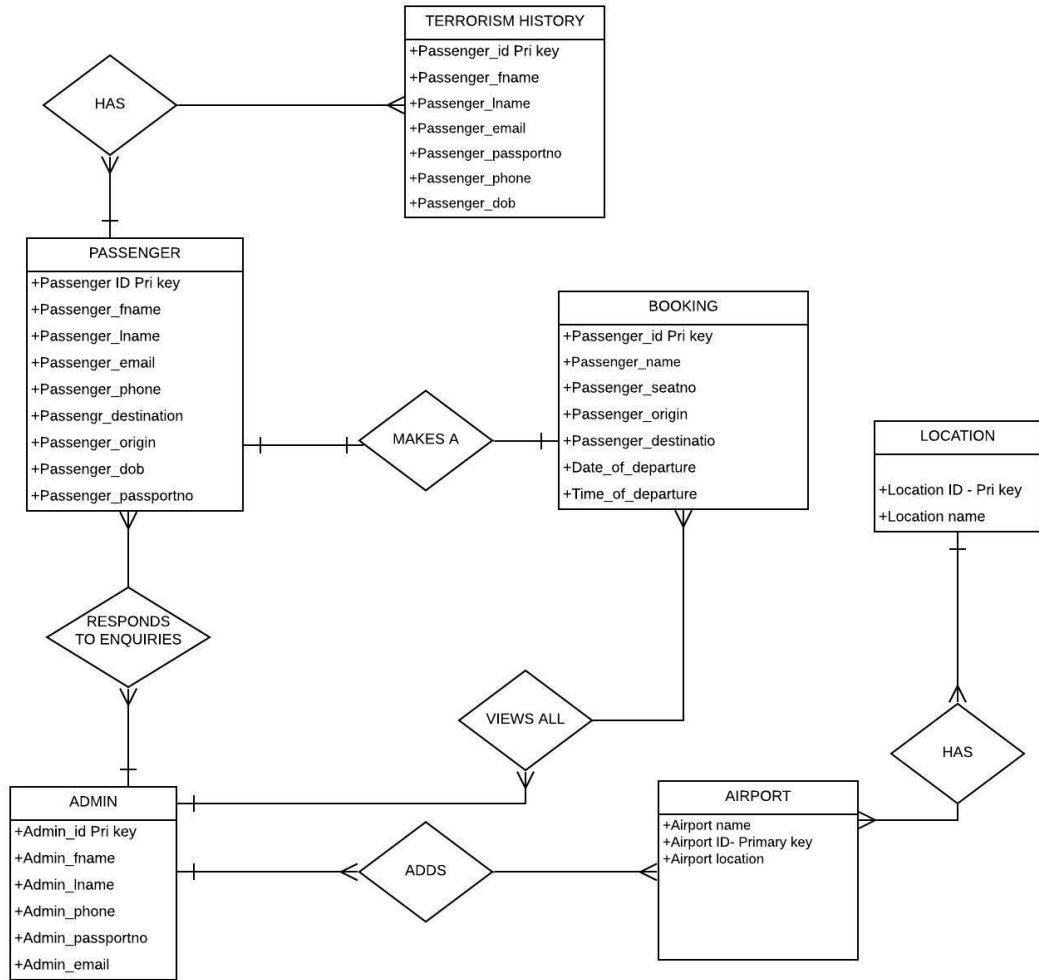 TERRORISM HISTORY
+Passenger_id Pri key
+Passenger_fname
+Passenger_lname
+Passenger_email
+Passenger_passportno
+Passenger_phone
+Passenger_dob
HAS
PASSENGER
+Passenger ID Pri key
+Passenger_fname
+Passenger_lname
+Passenger_email
+Passenger_phone
+Passengr_destination
+Passenger_origin
+Passenger_dob
+Passenger_passportno
MAKES A
BOOKING
+Passenger_id Pri key
+Passenger_name
+Passenger_seatno
+Passenger_origin
+Passenger_destinatio
+Date_of_departure
+Time_of_departure
LOCATION
+Location ID - Pri key
+Location name
RESPONDS
TO ENQUIRIES
VIEWS ALL
HAS
ADMIN
+Admin_id Pri key
+Admin_fname
+Admin_lname
+Admin_phone
+Admin_passportno
+Admin_email
ADDS
AIRPORT
+Airport name
+Airport ID- Primary key
+Airport location